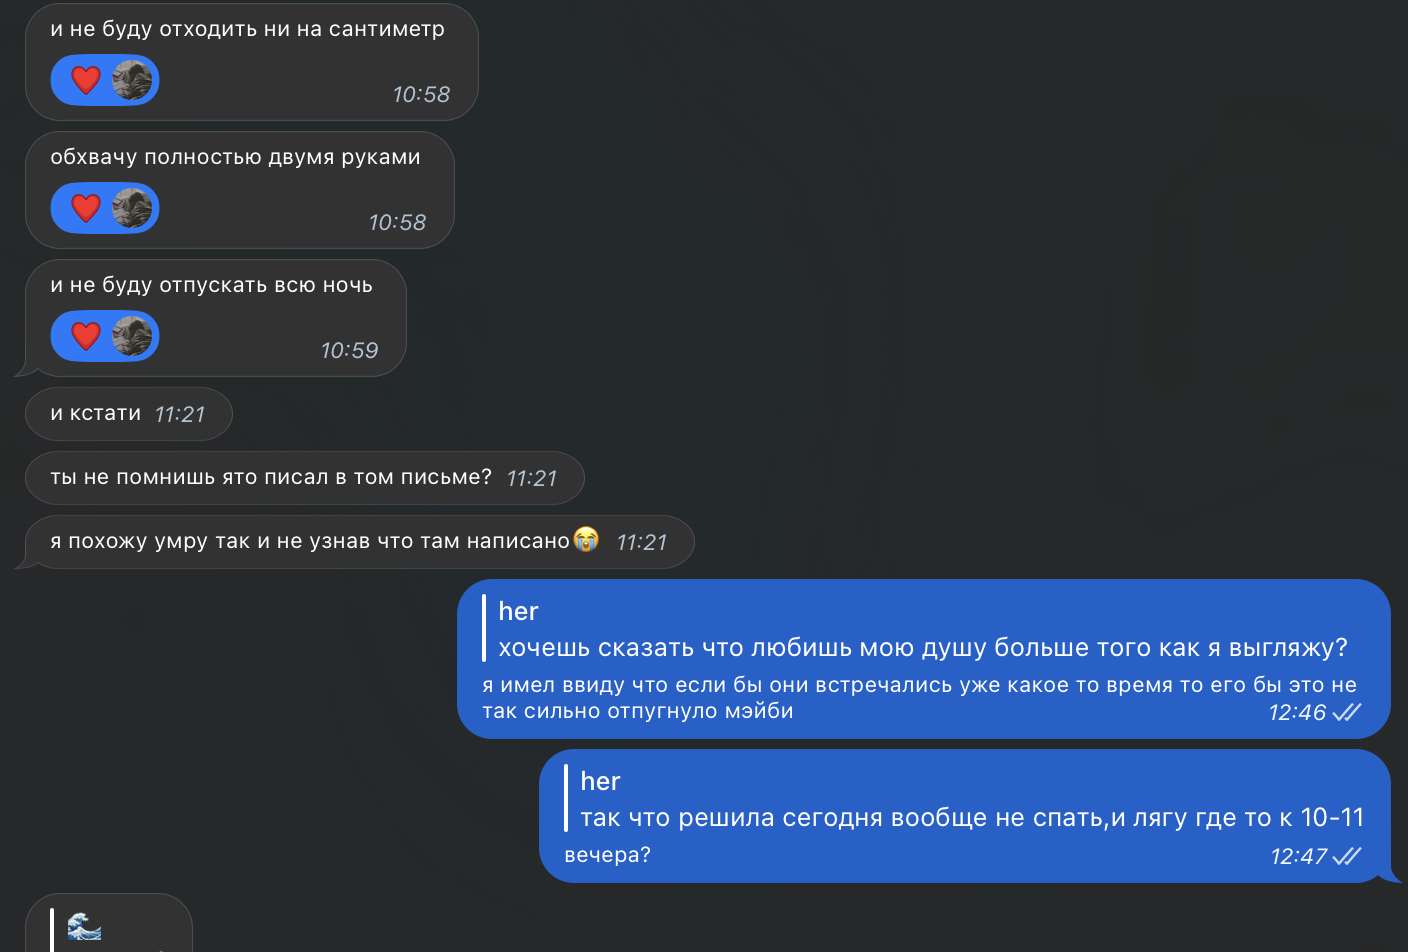 и не буду отходить ни на сантиметр
❤️
10:58
обхвачу полностью двумя руками
❤️
10:58
и не буду отпускать всю ночь
❤️
10:59
и кстати 11:21
ты не помнишь ято писал в том письме? 11:21
я похожу умру так и не узнав что там написано😭 11:21
her
хочешь сказать что любишь мою душу больше того как я выгляжу?
я имел ввиду что если бы они встречались уже какое то время то его бы это не
так сильно отпугнуло мэйби 12:46
her
так что решила сегодня вообще не спать,и лягу где то к 10-11
вечера? 12:47
🌊